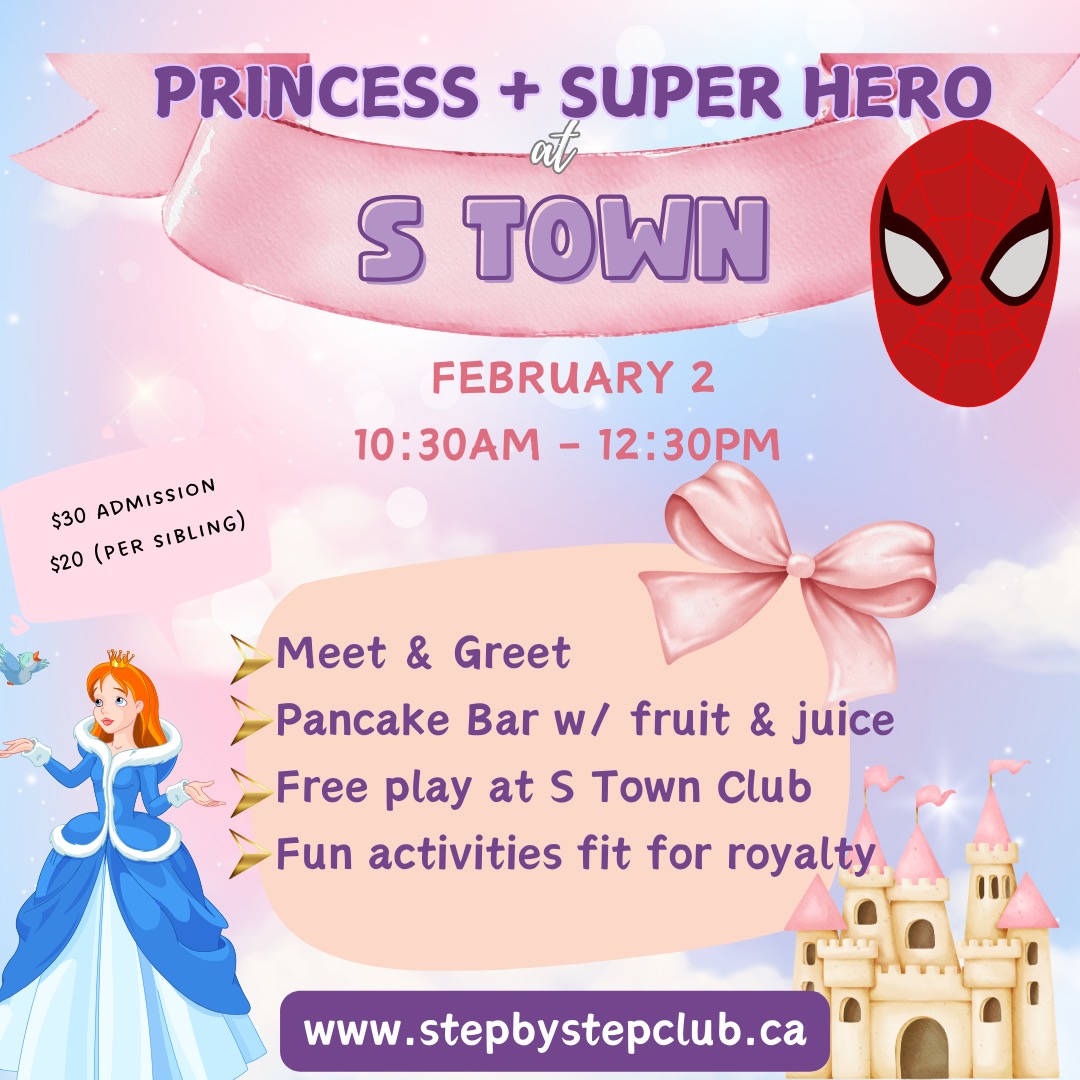 PRINCESS + SUPER HERO
at
S TOWN
FEBRUARY 2
10:30AM - 12:30PM
$30 ADMISSION
$20 (PER SIBLING)
Meet & Greet
Pancake Bar w/ fruit & juice
Free play at S Town Club
Fun activities fit for royalty
www.stepbystepclub.ca